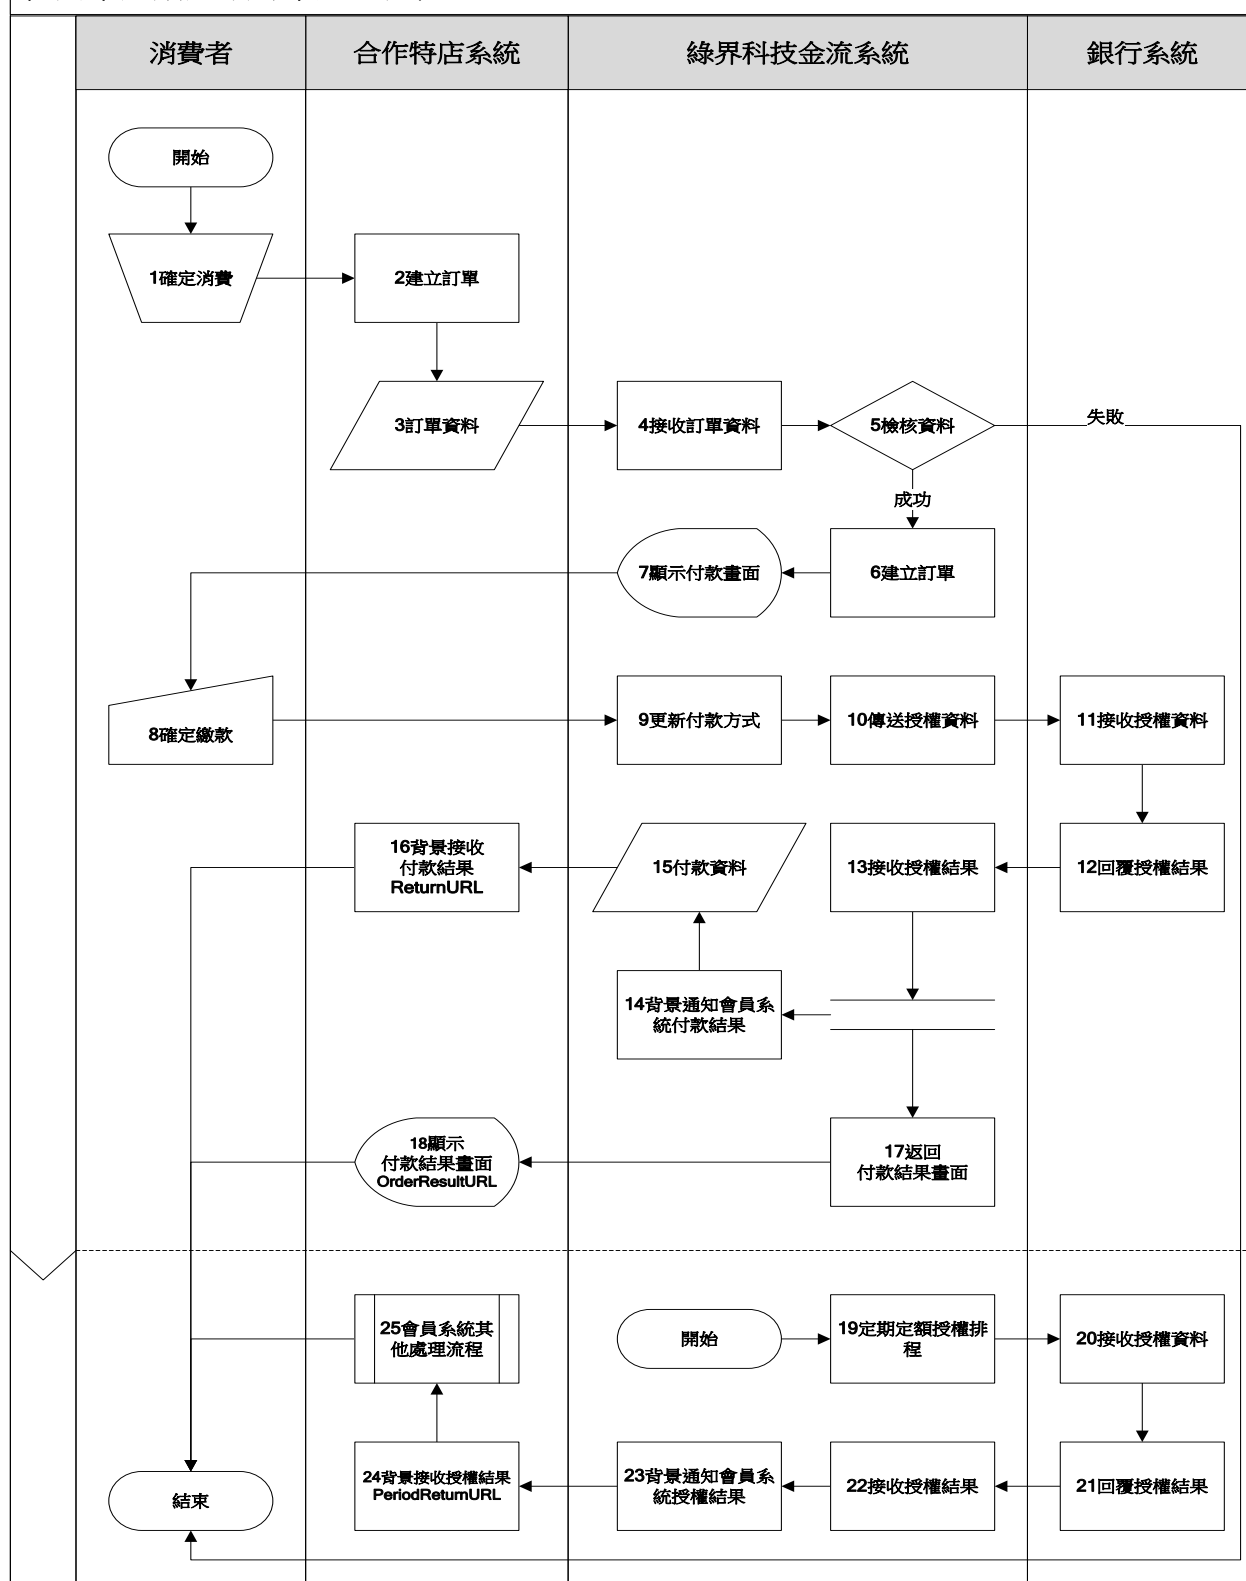 消費者
合作特店系統
綠界科技金流系統
銀行系統
開始
1確定消費
2建立訂單
3訂單資料
4接收訂單資料
5檢核資料
失敗
成功
7顯示付款畫面
6建立訂單
8確定繳款
9更新付款方式
10傳送授權資料
11接收授權資料
16背景接收
付款結果
ReturnURL
15付款資料
13接收授權結果
12回覆授權結果
14背景通知會員系
統付款結果
18顯示
付款結果畫面
OrderResultURL
17返回
付款結果畫面
25會員系統其
他處理流程
開始
19定期定額授權排
程
20接收授權資料
結束
24背景接收授權結果
PeriodReturnURL
23背景通知會員系
統授權結果
22接收授權結果
21回覆授權結果